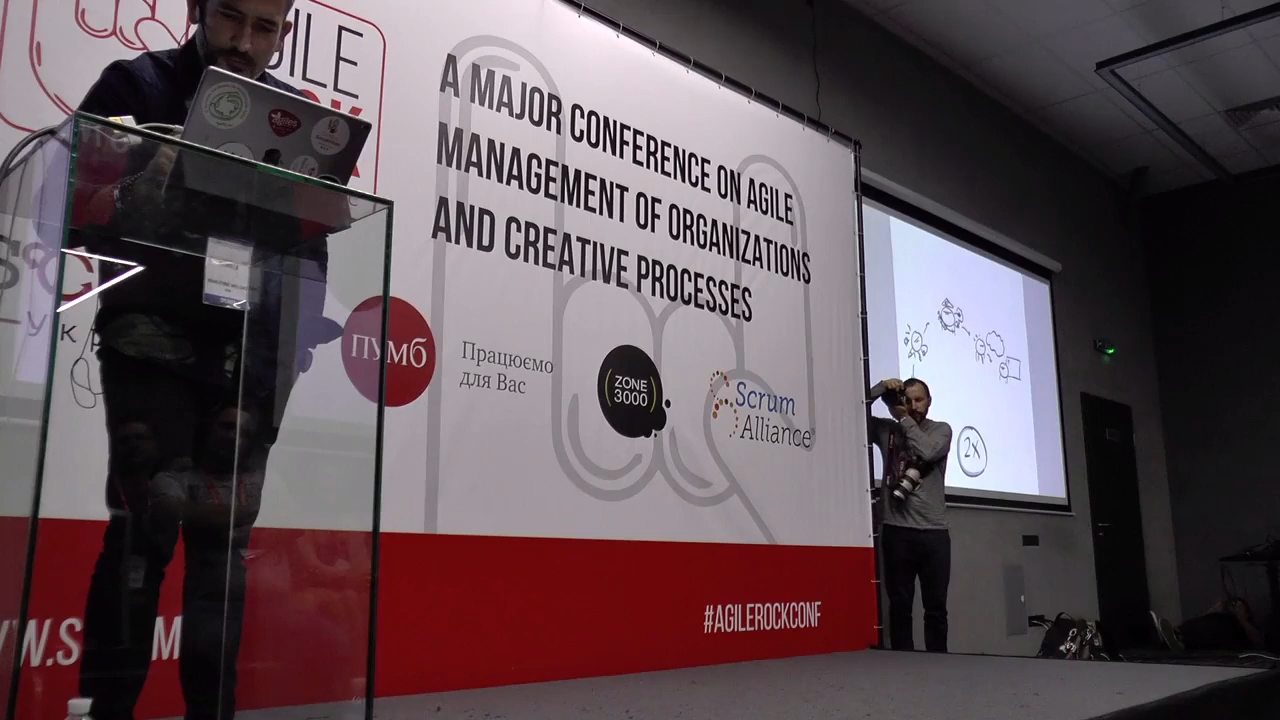 A MAJOR CONFERENCE ON AGILE
MANAGEMENT OF ORGANIZATIONS
AND CREATIVE PROCESSES
ПУМБ
Працюємо
для Вас
ZONE
3000
Scrum
Alliance
2x
#AGILEROCKCONF